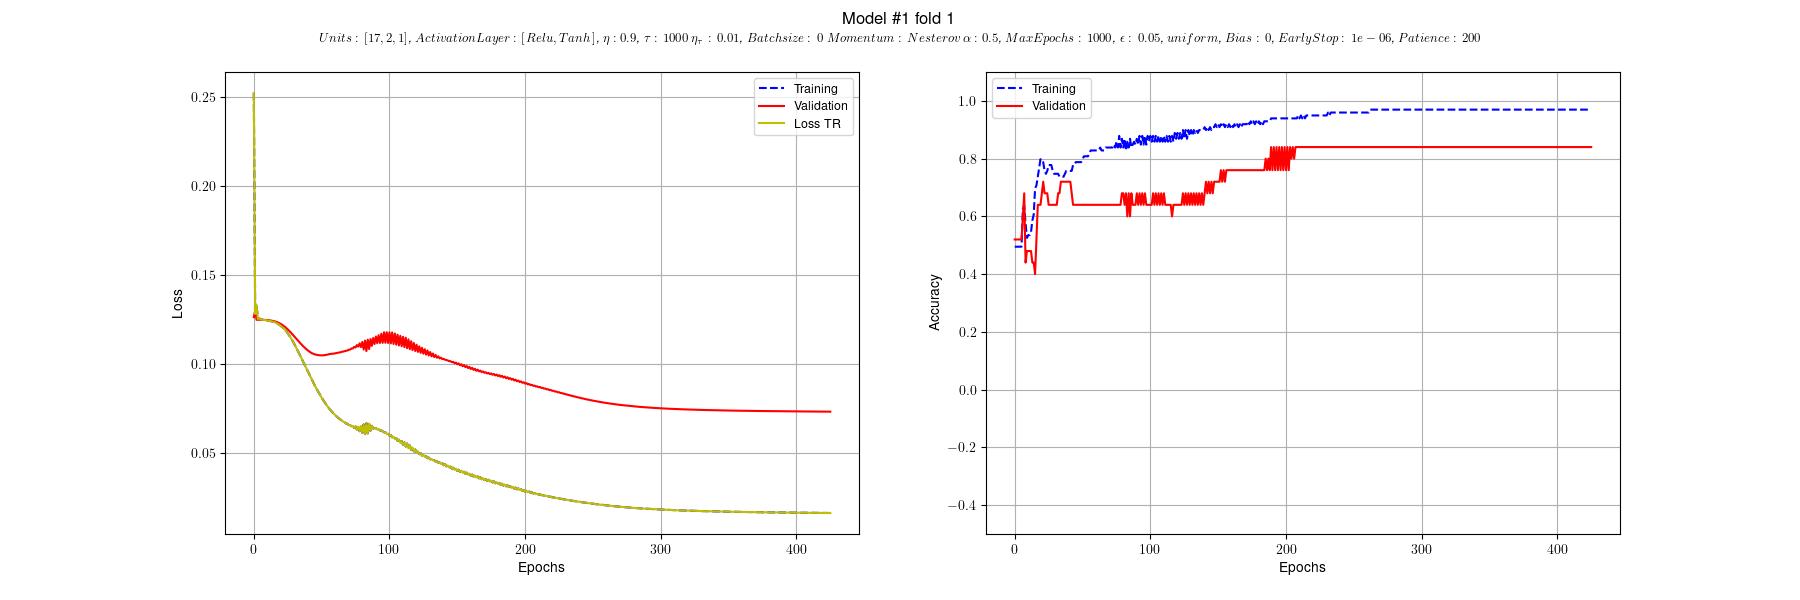 Model #1 fold 1
Units : [17, 2, 1], ActivationLayer : [Relu, Tanh], η : 0.9, τ : 1000 ητ : 0.01, Batchsize : 0 Momentum : Nesterov α : 0.5, MaxEpochs : 1000, ϵ : 0.05, uniform, Bias : 0, EarlyStop : 1e − 06, Patience : 200
Loss
0.25
0.20
0.15
0.10
0.05
Training
Validation
Loss TR
0 100 200 300 400
Epochs
Accuracy
1.0
0.8
0.6
0.4
0.2
0.0
−0.2
−0.4
Training
Validation
0 100 200 300 400
Epochs